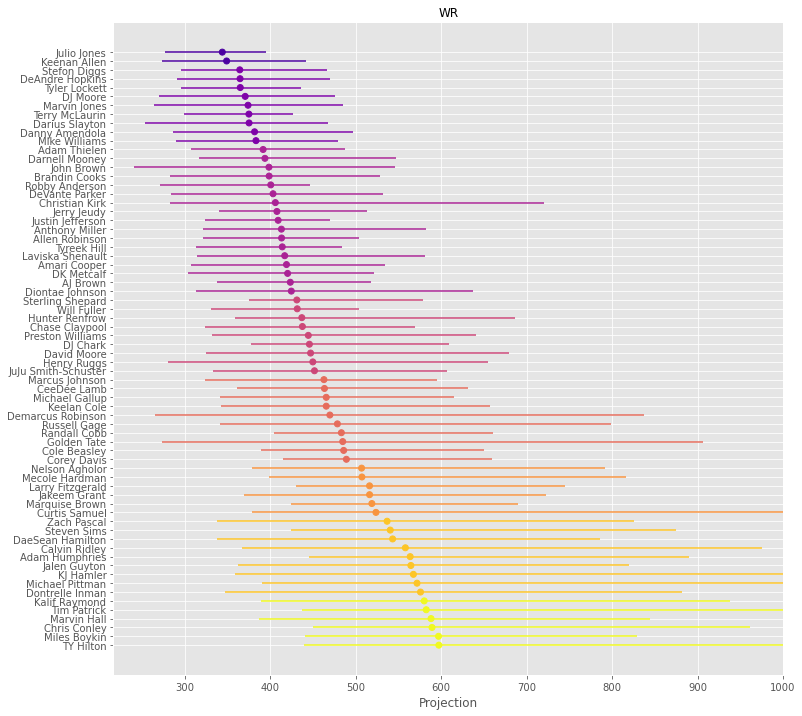 WR
Julio Jones
Keenan Allen
Stefon Diggs
DeAndre Hopkins
Tyler Lockett
DJ Moore
Marvin Jones
Terry McLaurin
Darius Slayton
Danny Amendola
Mike Williams
Adam Thielen
Darnell Mooney
John Brown
Brandin Cooks
Robby Anderson
DeVante Parker
Christian Kirk
Jerry Jeudy
Justin Jefferson
Anthony Miller
Allen Robinson
Tyreek Hill
Laviska Shenault
Amari Cooper
DK Metcalf
AJ Brown
Diontae Johnson
Sterling Shepard
Will Fuller
Hunter Renfrow
Chase Claypool
Preston Williams
DJ Chark
David Moore
Henry Ruggs
JuJu Smith-Schuster
Marcus Johnson
CeeDee Lamb
Michael Gallup
Keelan Cole
Demarcus Robinson
Russell Gage
Randall Cobb
Golden Tate
Cole Beasley
Corey Davis
Nelson Agholor
Mecole Hardman
Larry Fitzgerald
Jakeem Grant
Marquise Brown
Curtis Samuel
Zach Pascal
Steven Sims
DaeSean Hamilton
Calvin Ridley
Adam Humphries
Jalen Guyton
KJ Hamler
Michael Pittman
Dontrelle Inman
Kalif Raymond
Tim Patrick
Marvin Hall
Chris Conley
Miles Boykin
TY Hilton
300 400 500 600 700 800 900 1000
Projection